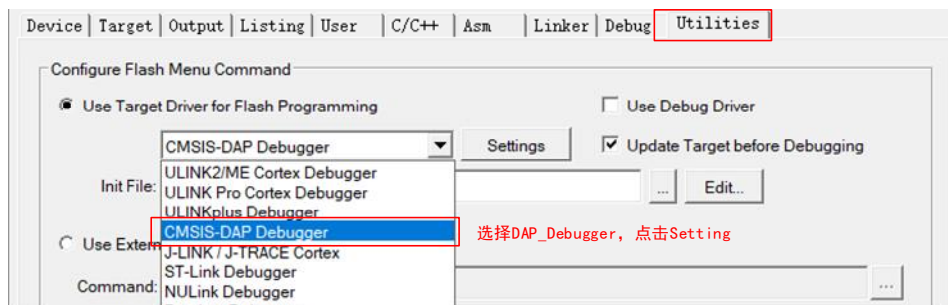 Device Target Output Listing User C/C++ Asm Linker Debug Utilities
Configure Flash Menu Command
Use Target Driver for Flash Programming
Use Debug Driver
CMSIS-DAP Debugger
Settings
Update Target before Debugging
ULINK2/ME Cortex Debugger
Init File:
ULINK Pro Cortex Debugger
...
Edit...
ULINKplus Debugger
CMSIS-DAP Debugger
选择DAP_Debugger，点击Setting
Use Extern
J-LINK / J-TRACE Cortex
ST-Link Debugger
Command:
NULink Debugger
...